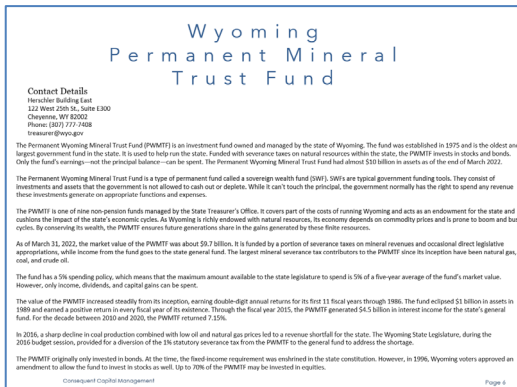 Wyoming
Permanent Mineral
Trust Fund
Contact Details
Herschler Building East
122 West 25th St., Suite E300
Cheyenne, WY 82002
Phone: (307) 777-7408
treasurer@wyo.gov
The Permanent Wyoming Mineral Trust Fund (PWMTF) is an investment fund owned and managed by the state of Wyoming. The fund was established in 1975 and is the oldest and
largest government fund in the state. It is used to help run the state. Funded with severance taxes on natural resources within the state, the PWMTF invests in stocks and bonds.
Only the fund's earnings—not the principal balance—can be spent. The Permanent Wyoming Mineral Trust Fund had almost $10 billion in assets as of the end of March 2022.
The Permanent Wyoming Mineral Trust Fund is a type of permanent fund called a sovereign wealth fund (SWF). SWFs are typical government funding tools. They consist of
investments and assets that the government is not allowed to cash out or deplete. While it can't touch the principal, the government normally has the right to spend any revenue
these investments generate on appropriate functions and expenses.
The PWMTF is one of nine non-pension funds managed by the State Treasurer's Office. It covers part of the costs of running Wyoming and acts as an endowment for the state and
cushions the impact of the state's economic cycles. As Wyoming is richly endowed with natural resources, its economy depends on commodity prices and is prone to boom and bus
cycles. By conserving its wealth, the PWMTF ensures future generations share in the gains generated by these finite resources.
As of March 31, 2022, the market value of the PWMTF was about $9.7 billion. It is funded by a portion of severance taxes on mineral revenues and occasional direct legislative
appropriations, while income from the fund goes to the state general fund. The largest mineral severance tax contributors to the PWMTF since its inception have been natural gas,
coal, and crude oil.
The fund has a 5% spending policy, which means that the maximum amount available to the state legislature to spend is 5% of a five-year average of the fund's market value.
However, only income, dividends, and capital gains can be spent.
The value of the PWMTF increased steadily from its inception, earning double-digit annual returns for its first 11 fiscal years through 1986. The fund eclipsed $1 billion in assets in
1989 and earned a positive return in every fiscal year of its existence. Through the fiscal year 2015, the PWMTF generated $4.5 billion in interest income for the state's general
fund. For the decade between 2010 and 2020, the PWMTF returned 7.15%.
In 2016, a sharp decline in coal production combined with low oil and natural gas prices led to a revenue shortfall for the state. The Wyoming State Legislature, during the
2016 budget session, provided for a diversion of the 1% statutory severance tax from the PWMTF to the general fund to address the shortage.
The PWMTF originally only invested in bonds. At the time, the fixed-income requirement was enshrined in the state constitution. However, in 1996, Wyoming voters approved an
amendment to allow the fund to invest in stocks as well. Up to 70% of the PWMTF may be invested in equities.
Consequent Capital Management
Page 6